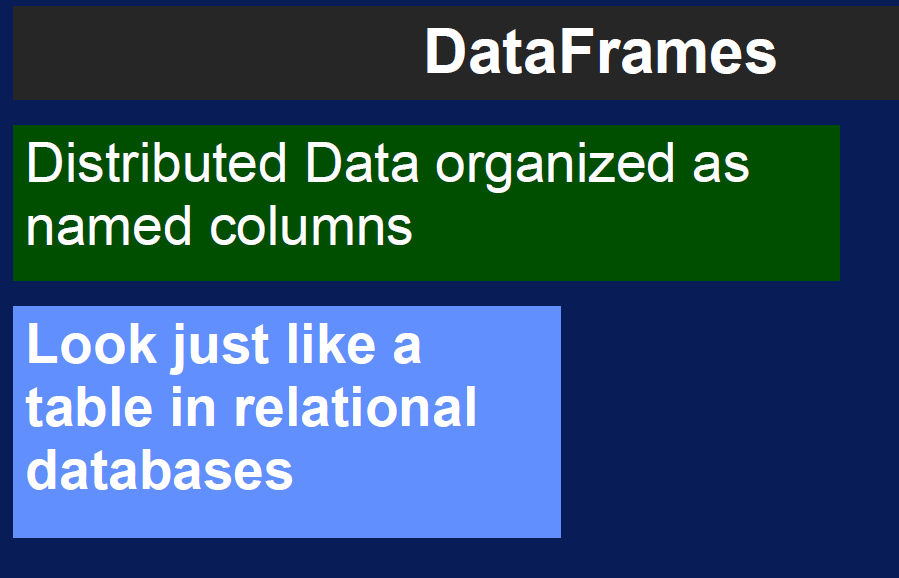 DataFrames
Distributed Data organized as
named columns
Look just like a
table in relational
databases